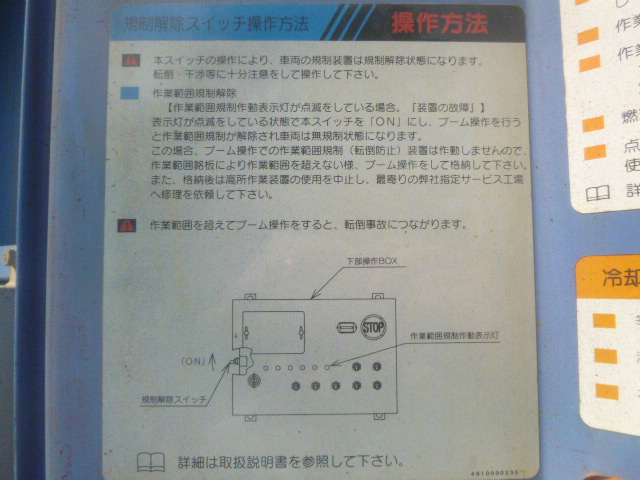 規制解除スイッチ操作方法
操作方法
本スイッチの操作により、車両の規制装置は規制解除状態になります。
転倒・干渉等に十分注意をして操作して下さい。
作業範囲規制解除
【作業範囲規制作動表示灯が点滅をしている場合。「装置の故障」】
表示灯が点滅をしている状態で本スイッチを「ON」にし、ブーム操作を行う
と作業範囲規制が解除され車両は無規制状態になります。
この場合、ブーム操作での作業範囲規制(転倒防止)装置は作動しませんので、
作業範囲銘板により作業範囲を超えない様、ブーム操作をして格納して下さい。
また、格納後は高所作業装置の使用を中止し、最寄りの弊社指定サービス工場
へ修理を依頼して下さい。
作業範囲を超えてブーム操作をすると、転倒事故につながります。
下部操作BOX
STOP
作業範囲規制作動表示灯
「ON」
規制解除スイッチ
詳細は取扱説明書を参照して下さい。
4910000235
作業
作業
燃
点
使
詳
冷却